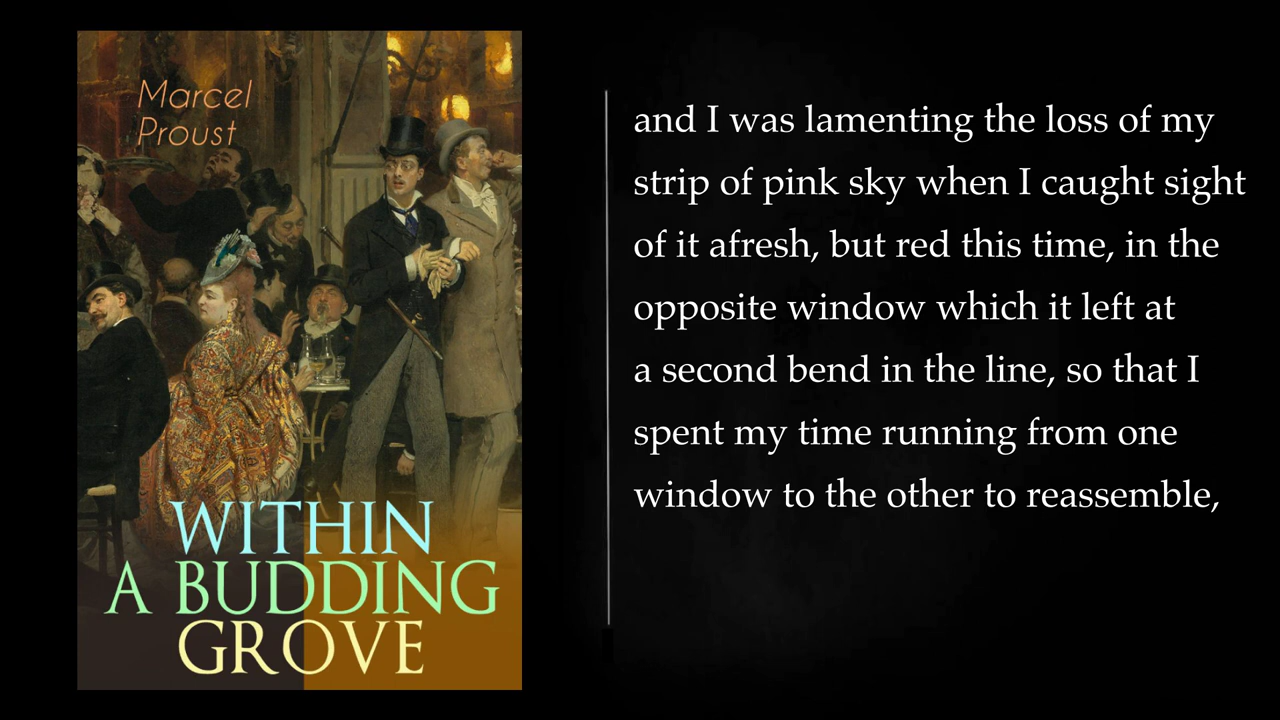 Marcel
Proust
WITHIN
A BUDDING
GROVE
and I was lamenting the loss of my
strip of pink sky when I caught sight
of it afresh, but red this time, in the
opposite window which it left at
a second bend in the line, so that I
spent my time running from one
window to the other to reassemble,